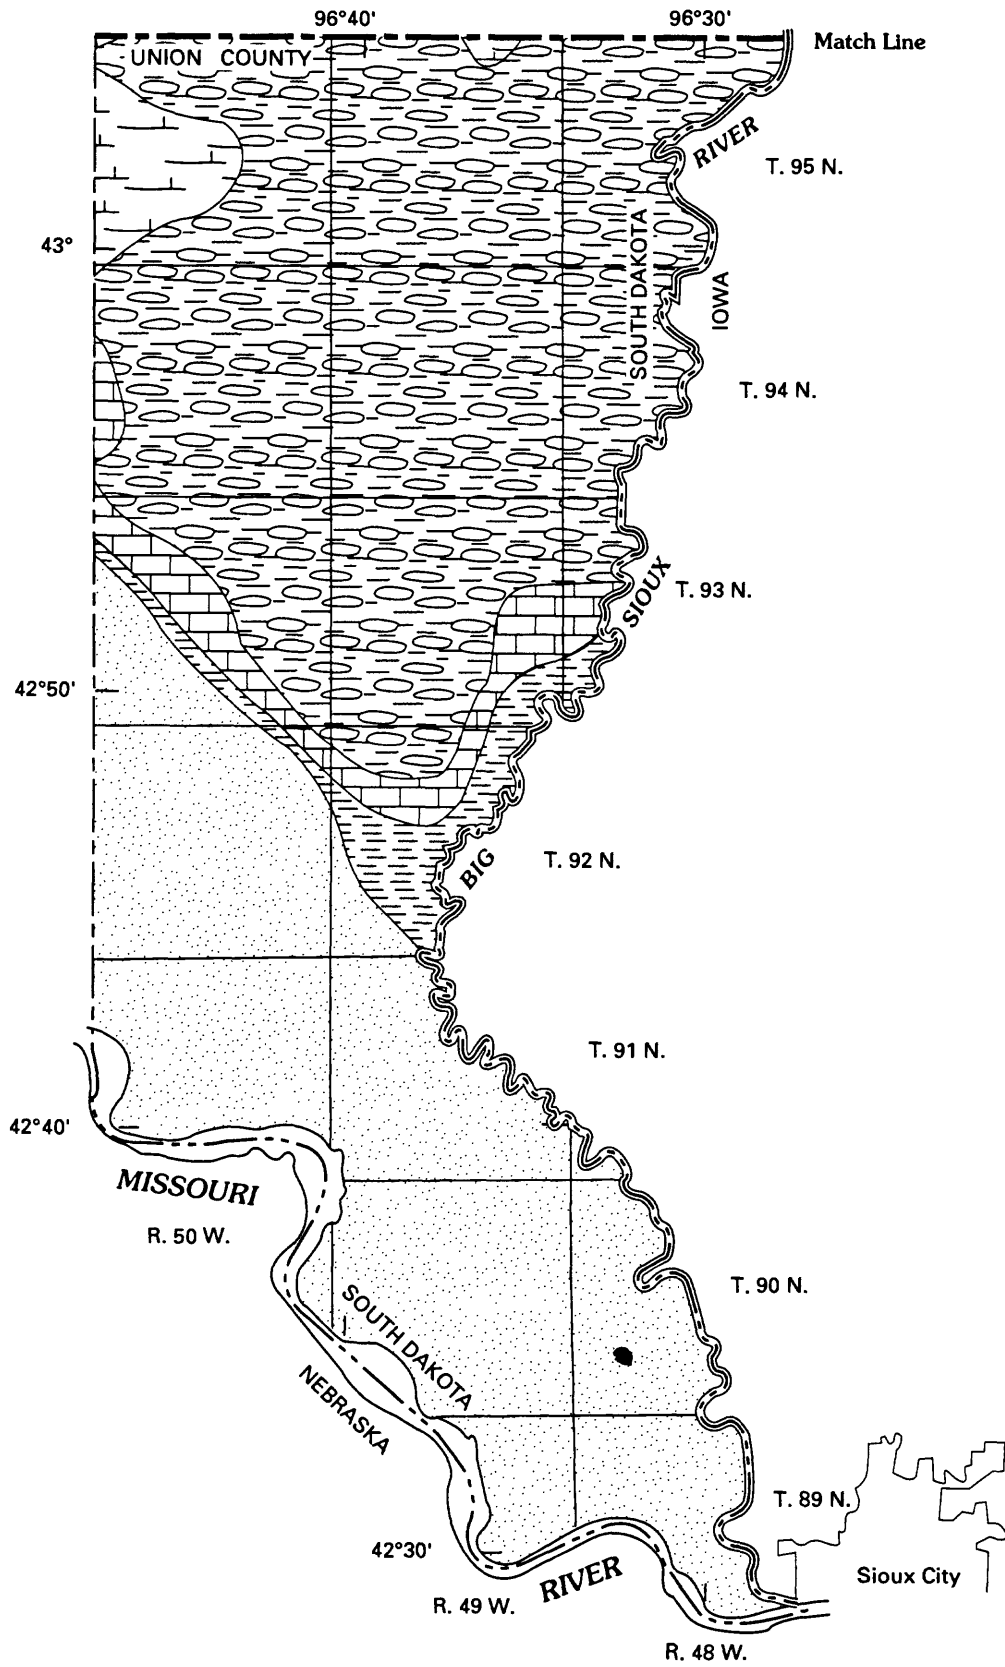 96°40'
96°30'
UNION COUNTY
Match Line
RIVER
T. 95 N.
43°
SOUTH DAKOTA
IOWA
T. 94 N.
SIOUX
T. 93 N.
42°50'
BIG
T. 92 N.
T. 91 N.
42°40'
MISSOURI
R. 50 W.
T. 90 N.
SOUTH DAKOTA
NEBRASKA
T. 89 N.
42°30'
RIVER
Sioux City
R. 49 W.
R. 48 W.